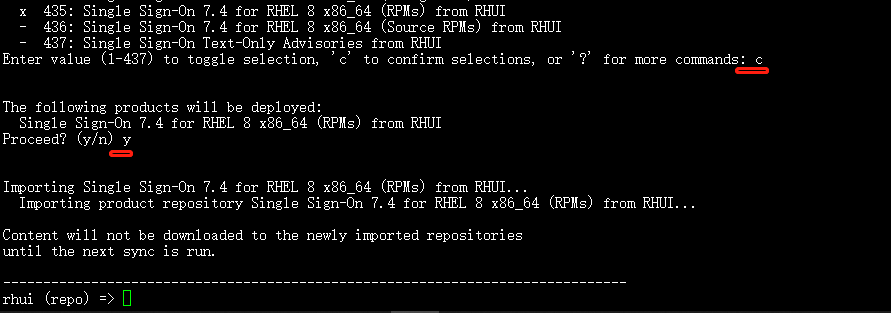 x 435: Single Sign-On 7.4 for RHEL 8 x86_64 (RPMs) from RHUI
- 436: Single Sign-On 7.4 for RHEL 8 x86_64 (Source RPMs) from RHUI
- 437: Single Sign-On Text-Only Advisories from RHUI
Enter value (1-437) to toggle selection, 'c' to confirm selections, or '?' for more commands: c
The following products will be deployed:
Single Sign-On 7.4 for RHEL 8 x86_64 (RPMs) from RHUI
Proceed? (y/n) y
Importing Single Sign-On 7.4 for RHEL 8 x86_64 (RPMs) from RHUI...
Importing product repository Single Sign-On 7.4 for RHEL 8 x86_64 (RPMs) from RHUI...
Content will not be downloaded to the newly imported repositories
until the next sync is run.
------------------------------------------------------------------------------
rhui (repo) =>